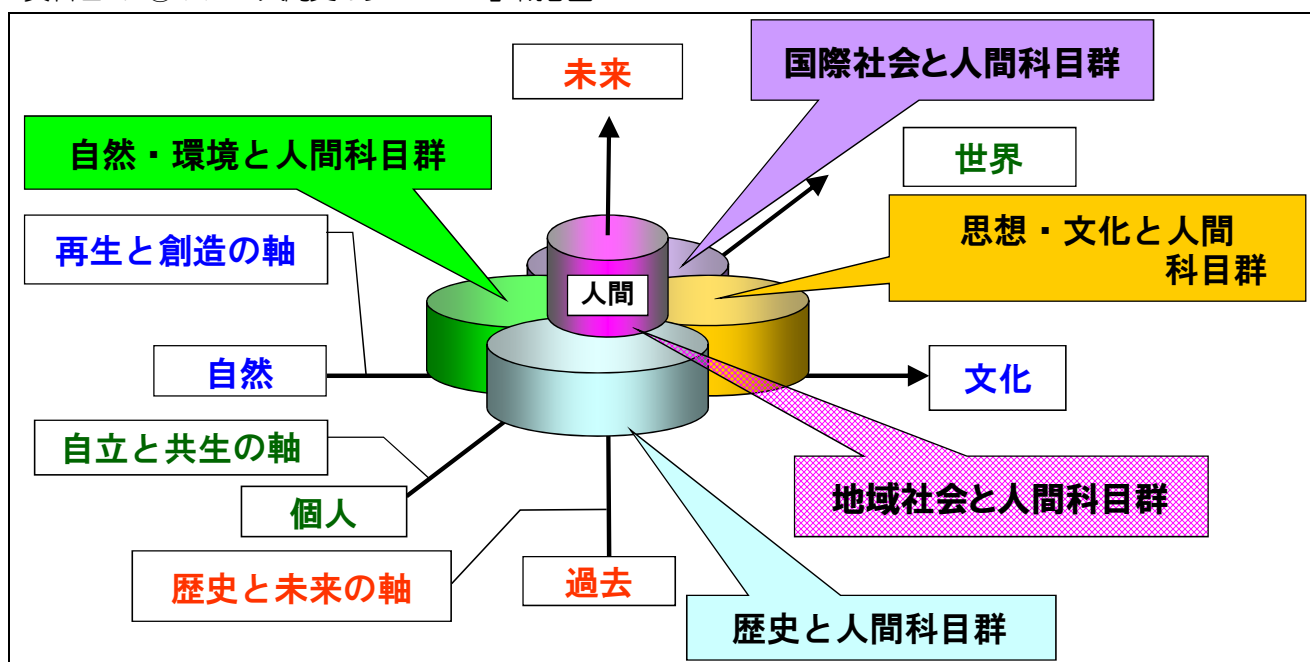 未来
国際社会と人間科目群
自然・環境と人間科目群
世界
再生と創造の軸
思想・文化と人間
科目群
人間
自然
文化
自立と共生の軸
個人
地域社会と人間科目群
歴史と未来の軸
過去
歴史と人間科目群